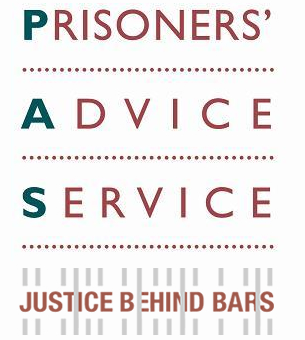 PRISONERS'
ADVICE
SERVICE
JUSTICE BEHIND BARS